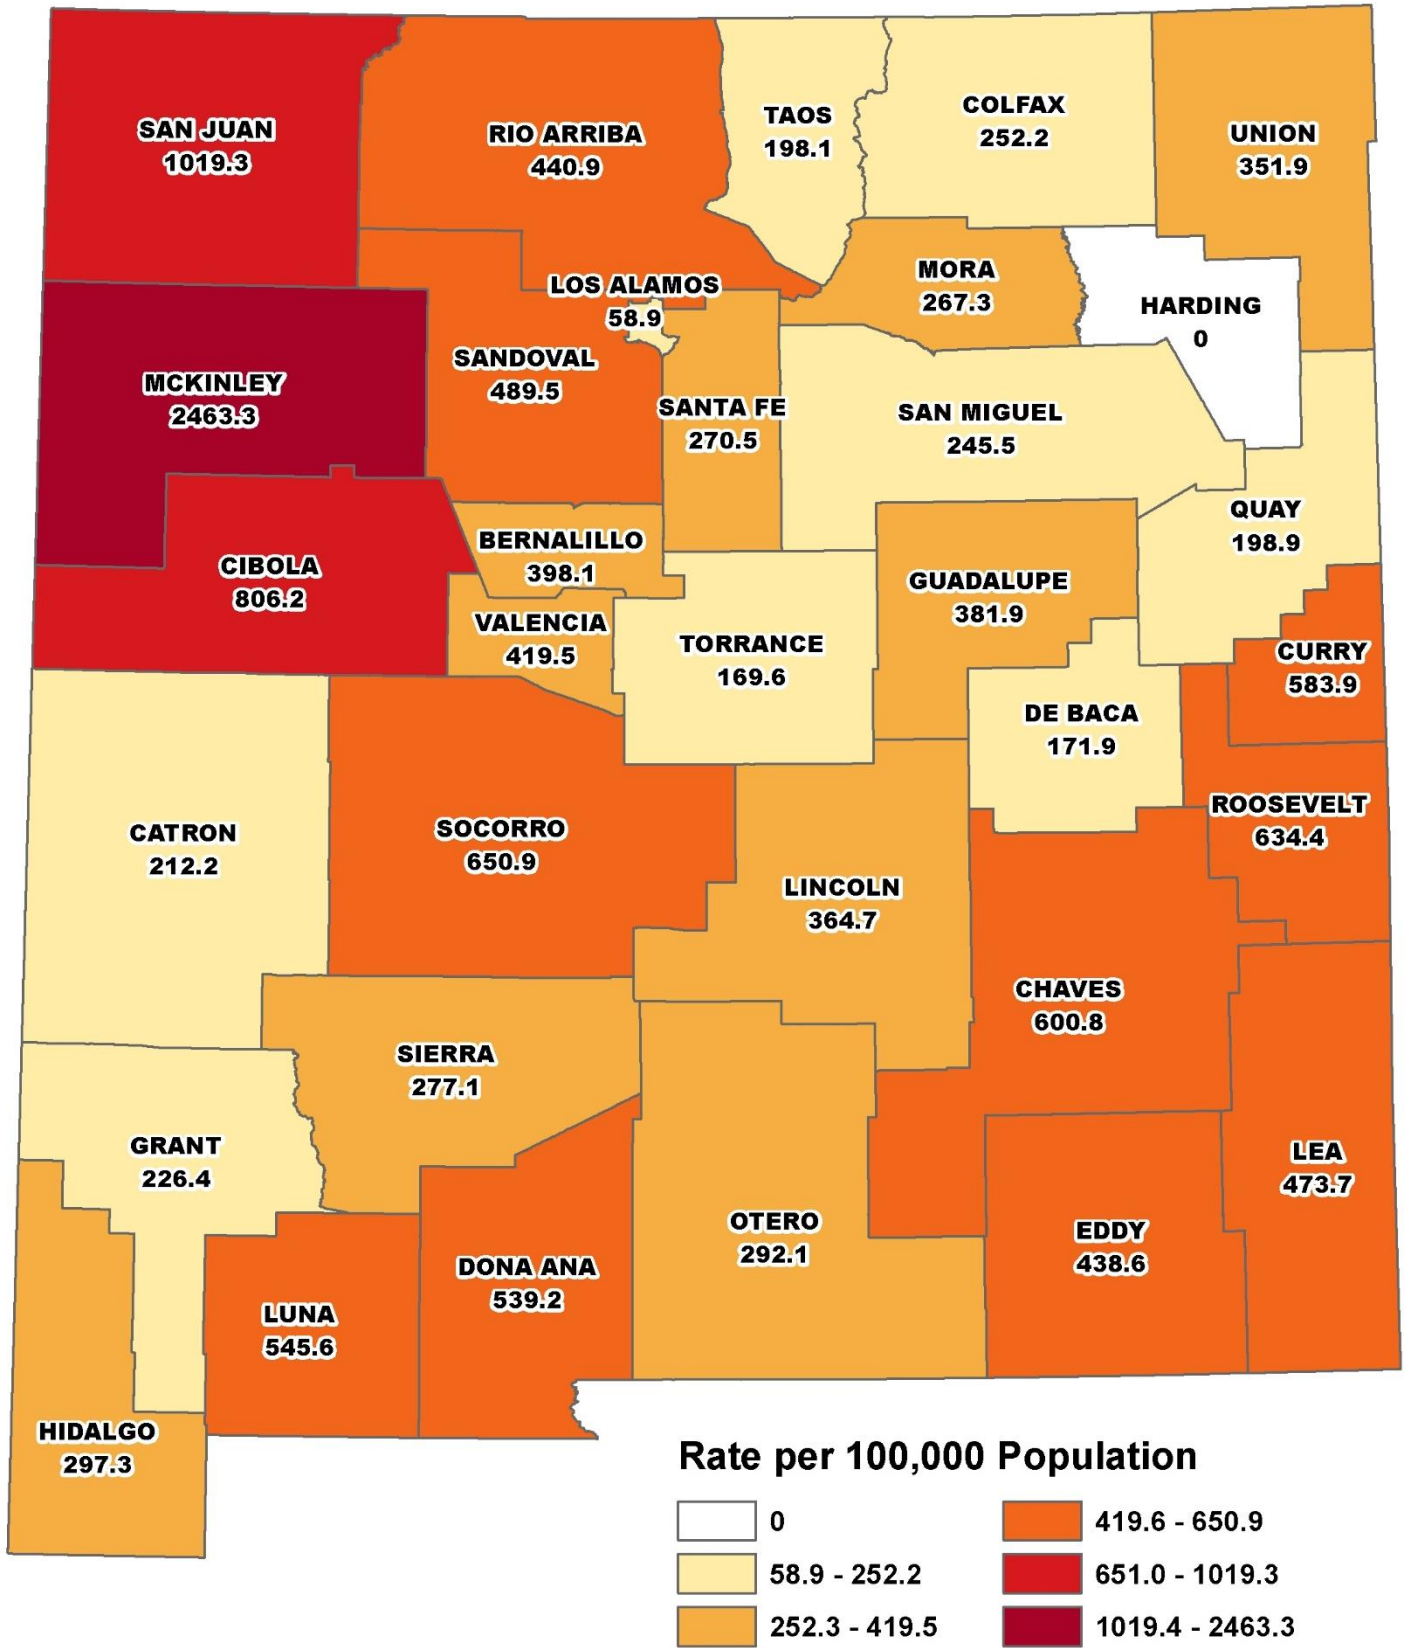 SAN JUAN
1019.3
RIO ARRIBA
440.9
TAOS
198.1
COLFAX
252.2
UNION
351.9
MORA
267.3
HARDING
0
LOS ALAMOS
58.9
SANDOVAL
489.5
MCKINLEY
2463.3
SANTA FE
270.5
SAN MIGUEL
245.5
QUAY
198.9
CIBOLA
806.2
BERNALILLO
398.1
GUADALUPE
381.9
VALENCIA
419.5
TORRANCE
169.6
CURRY
583.9
DE BACA
171.9
ROOSEVELT
634.4
CATRON
212.2
SOCORRO
650.9
LINCOLN
364.7
CHAVES
600.8
SIERRA
277.1
GRANT
226.4
LEA
473.7
OTERO
292.1
EDDY
438.6
DONA ANA
539.2
LUNA
545.6
HIDALGO
297.3
Rate per 100,000 Population
0
58.9 - 252.2
252.3 - 419.5
419.6 - 650.9
651.0 - 1019.3
1019.4 - 2463.3